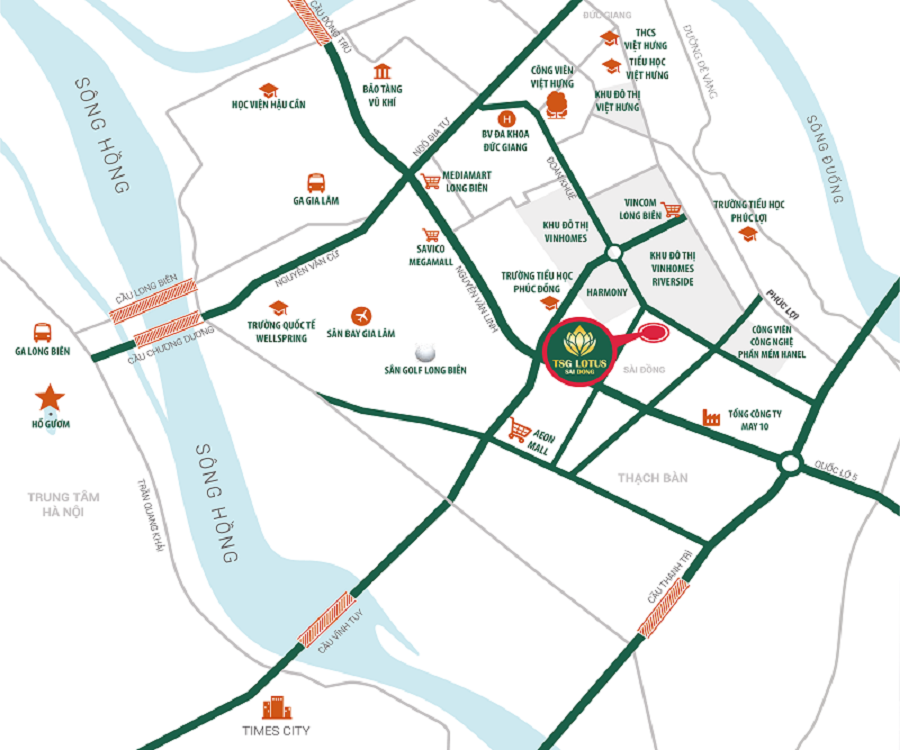 CẦU ĐÔNG TRÙ
ĐỨC GIANG
THCS
VIỆT HƯNG
TIỂU HỌC
VIỆT HƯNG
ĐƯỜNG ĐÊ VÀNG
SÔNG HỒNG
HỌC VIỆN HẬU CẦN
BẢO TÀNG
VŨ KHÍ
CÔNG VIÊN
VIỆT HƯNG
KHU ĐÔ THỊ
VIỆT HƯNG
H
BV ĐA KHOA
ĐỨC GIANG
NGÔ GIA TỰ
SÔNG ĐUỐNG
ĐOÀN KHUÊ
GA GIA LÂM
MEDIAMART
LONG BIÊN
VINCOM
LONG BIÊN
TRƯỜNG TIỂU HỌC
PHÚC LỢI
KHU ĐÔ THỊ
VINHOMES
SAVICO
MEGAMALL
KHU ĐÔ THỊ
VINHOMES
RIVERSIDE
NGUYỄN VĂN CỪ
NGUYỄN VĂN LINH
TRƯỜNG TIỂU HỌC
PHÚC ĐỒNG
HARMONY
PHÚC LỢI
CẦU LONG BIÊN
CẦU CHƯƠNG DƯƠNG
GA LONG BIÊN
TRƯỜNG QUỐC TẾ
WELLSPRING
SÂN BAY GIA LÂM
SÂN GOLF LONG BIÊN
TSG LOTUS
SÀI ĐỒNG
SÀI ĐỒNG
CÔNG VIÊN
CÔNG NGHỆ
PHẦN MỀM HANEL
HỒ GƯƠM
AEON
MALL
TỔNG CÔNG TY
MAY 10
QUỐC LỘ 5
THẠCH BÀN
TRUNG TÂM
HÀ NỘI
TRẦN QUANG KHẢI
SÔNG HỒNG
CẦU THANH TRÌ
CẦU VĨNH TUY
TIMES CITY